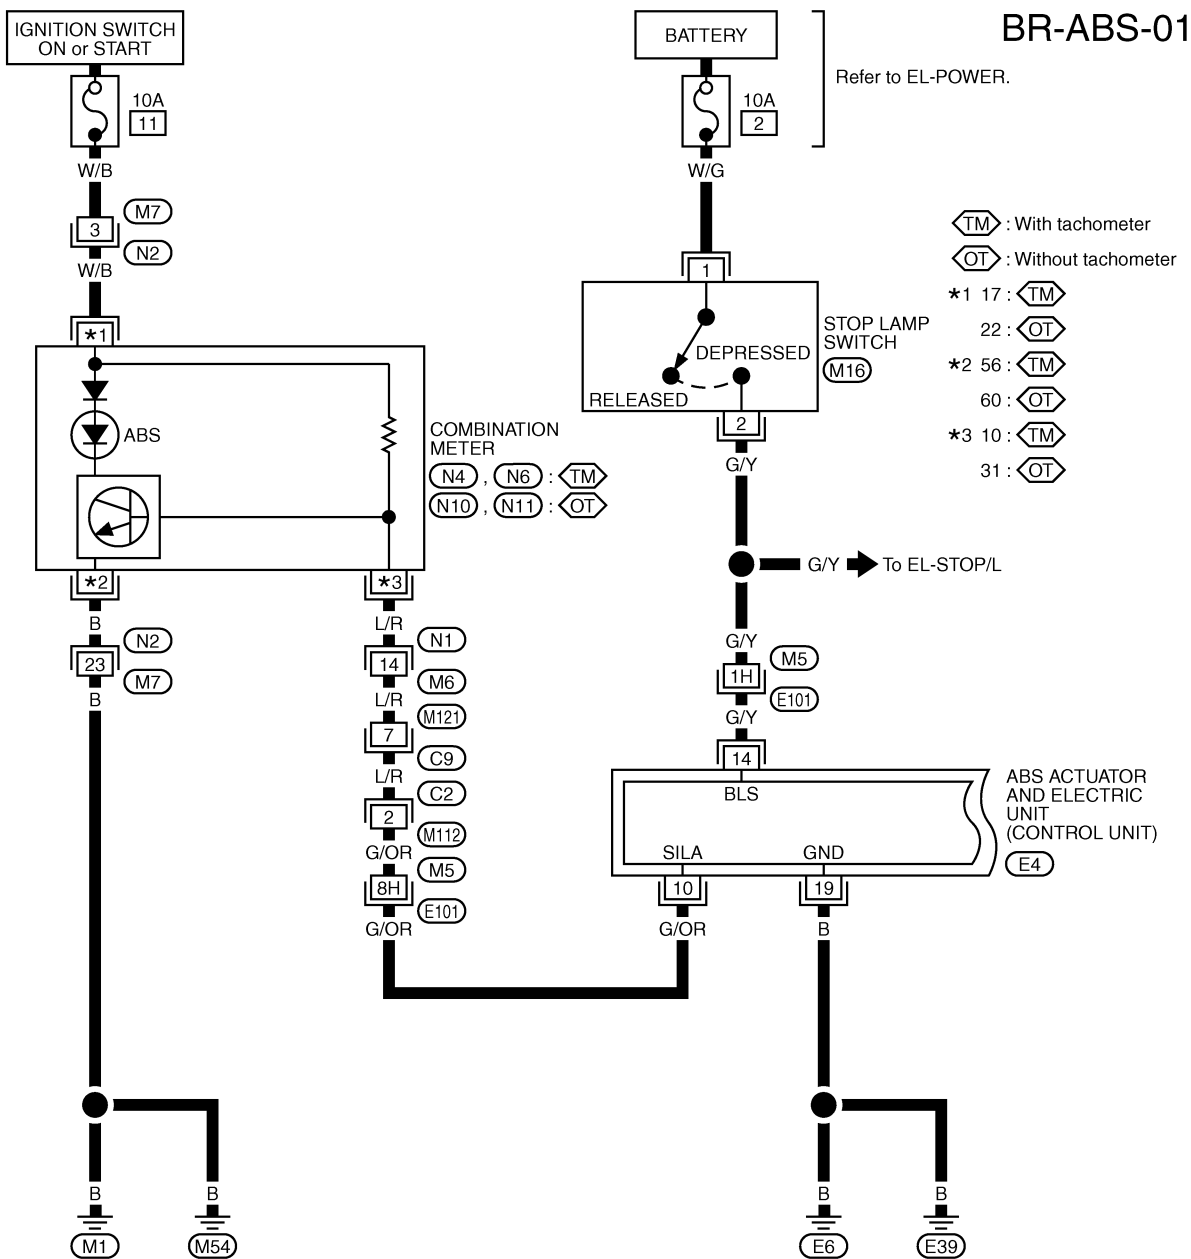 BR-ABS-01
IGNITION SWITCH
ON or START
10A
11
W/B
3
M7
N2
W/B
*1
ABS
COMBINATION
METER
N4 , N6 : TM
N10 , N11 : OT
*2
*3
B
N2
23
M7
B
L/R
N1
14
M6
L/R
M121
7
C9
L/R
C2
2
M112
G/OR
M5
8H
E101
G/OR
B
B
M1
M54
BATTERY
Refer to EL-POWER.
10A
2
W/G
1
STOP LAMP
SWITCH
M16
DEPRESSED
RELEASED
2
G/Y
G/Y
To EL-STOP/L
G/Y
M5
1H
E101
G/Y
14
BLS
ABS ACTUATOR
AND ELECTRIC
UNIT
(CONTROL UNIT)
E4
SILA
GND
10
19
G/OR
B
B
B
E6
E39
TM : With tachometer
OT : Without tachometer
*1 17 : TM
22 : OT
*2 56 : TM
60 : OT
*3 10 : TM
31 : OT